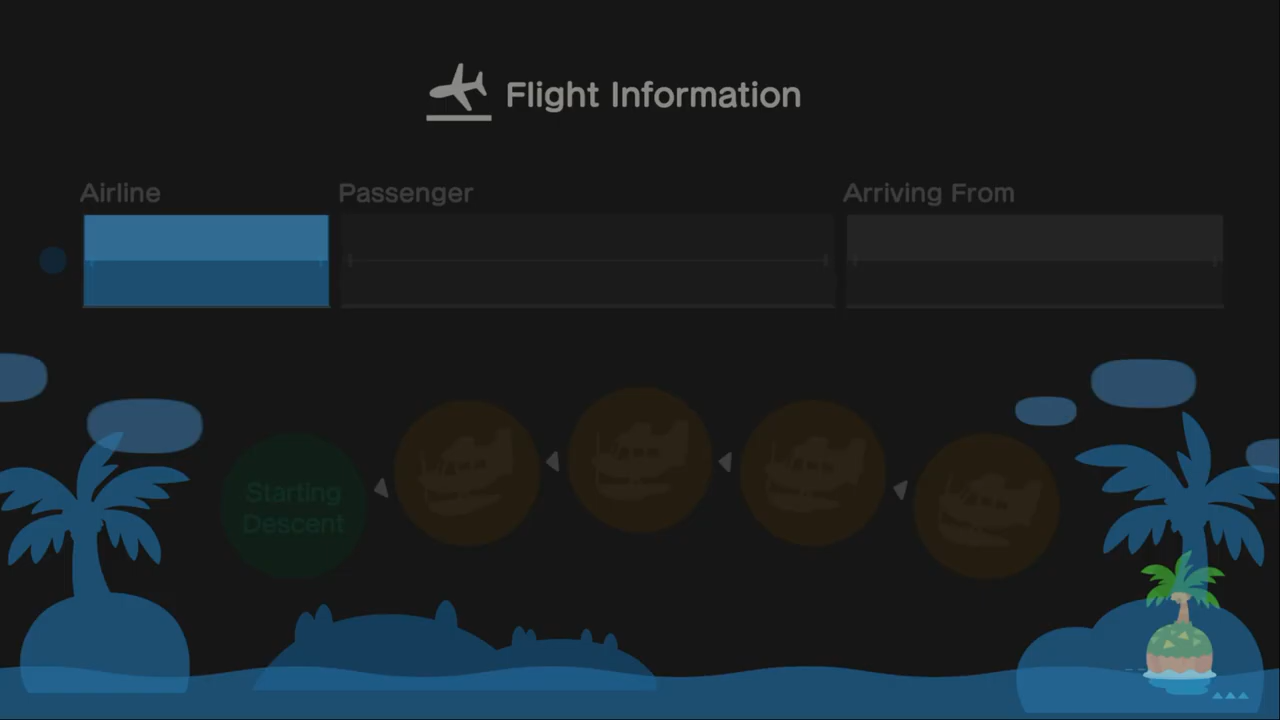 Flight Information
Airline
Passenger
Arriving From
Starting
Descent